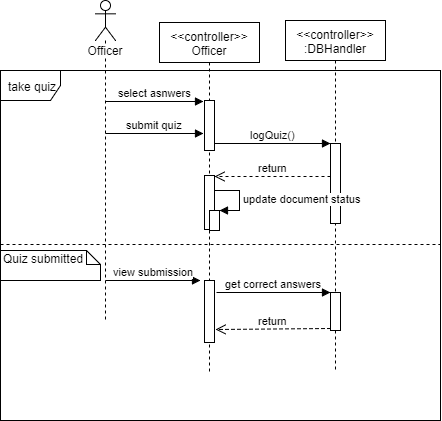 Officer
<<controller>>
Officer
<<controller>>
:DBHandler
take quiz
select asnwers
submit quiz
logQuiz()
return
update document status
Quiz submitted
view submission
get correct answers
return